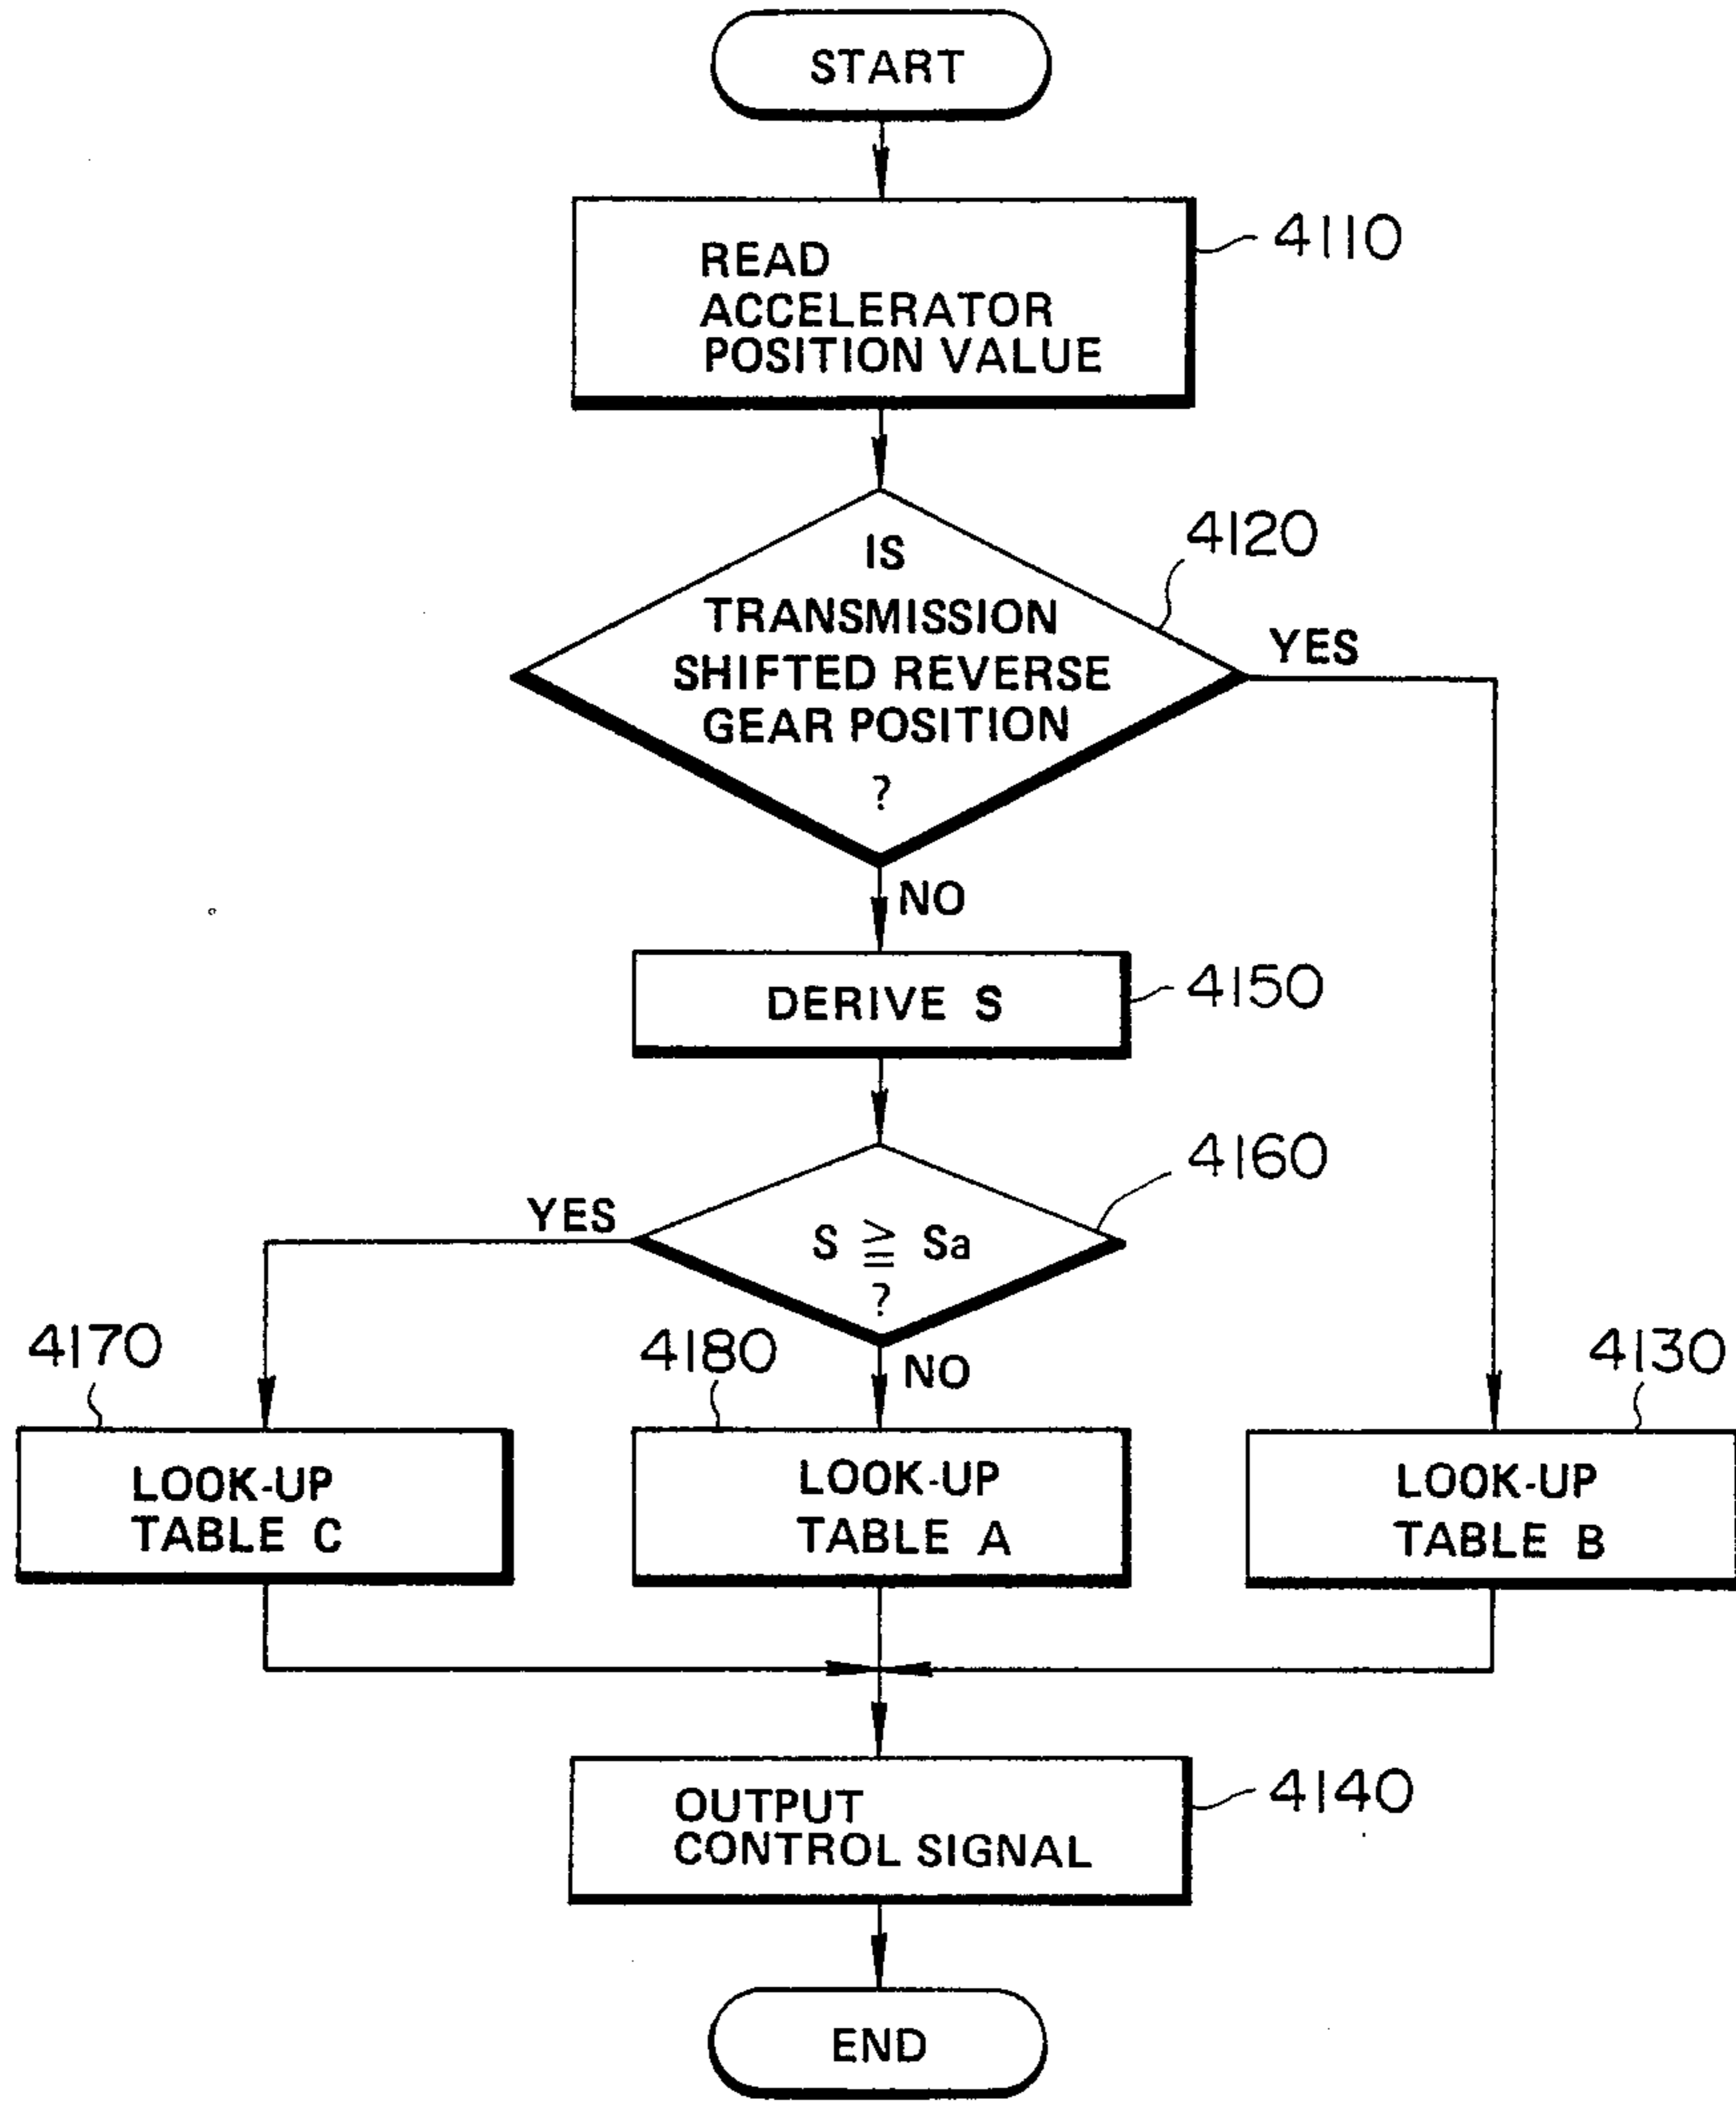 START
READ
ACCELERATOR
POSITION VALUE
4110
IS
TRANSMISSION
SHIFTED REVERSE
GEAR POSITION
?
4120
YES
NO
DERIVE S
4150
S ≧ Sa
?
4160
YES
NO
4170
LOOK-UP
TABLE C
4180
LOOK-UP
TABLE A
4130
LOOK-UP
TABLE B
OUTPUT
CONTROL SIGNAL
4140
END